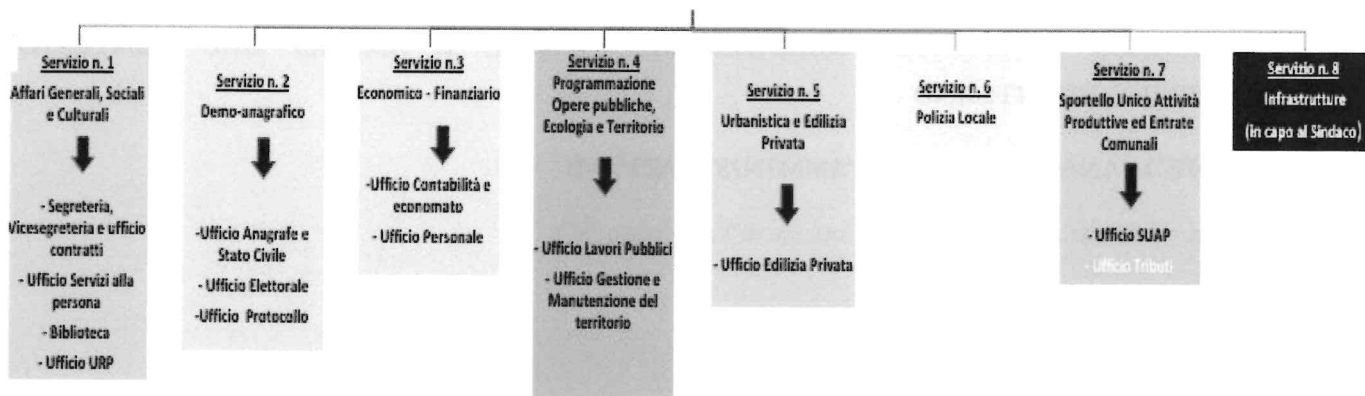 Servizio n. 1
Affari Generali, Sociali
e Culturali
- Segreteria,
Vicesegreteria e ufficio
contratti
- Ufficio Servizi alla
persona
- Biblioteca
- Ufficio URP
Servizio n. 2
Demo-anagrafico
-Ufficio Anagrafe e
Stato Civile
- Ufficio Elettorale
-Ufficio Protocollo
Servizio n.3
Economico - Finanziario
-Ufficio Contabilità e
economato
- Ufficio Personale
Servizio n. 4
Programmazione
Opere pubbliche,
Ecologia e Territorio
- Ufficio Lavori Pubblici
- Ufficio Gestione e
Manutenzione del
territorio
Servizio n. 5
Urbanistica e Edilizia
Privata
- Ufficio Edilizia Privata
Servizio n. 6
Polizia Locale
Servizio n. 7
Sportello Unico Attività
Produttive ed Entrate
Comunali
- Ufficio SUAP
- Ufficio Tributi
Servizio n. 8
Infrastrutture
(in capo al Sindaco)